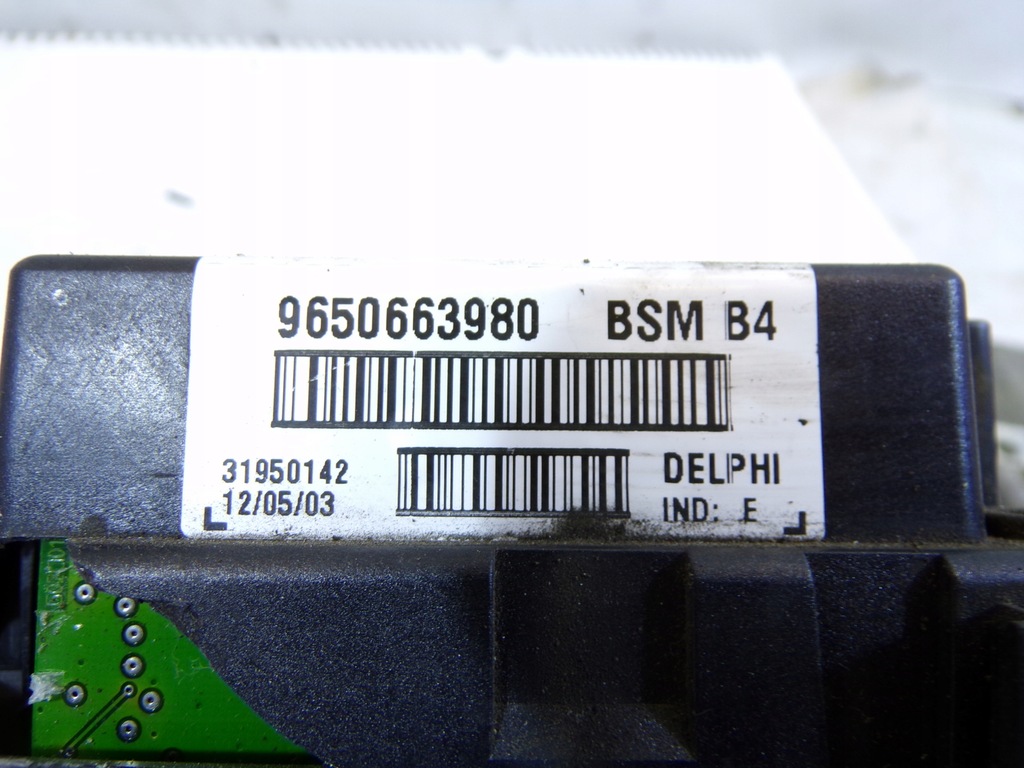 9650663980 BSM B4
31950142 DELPHI
12/05/03 IND: E